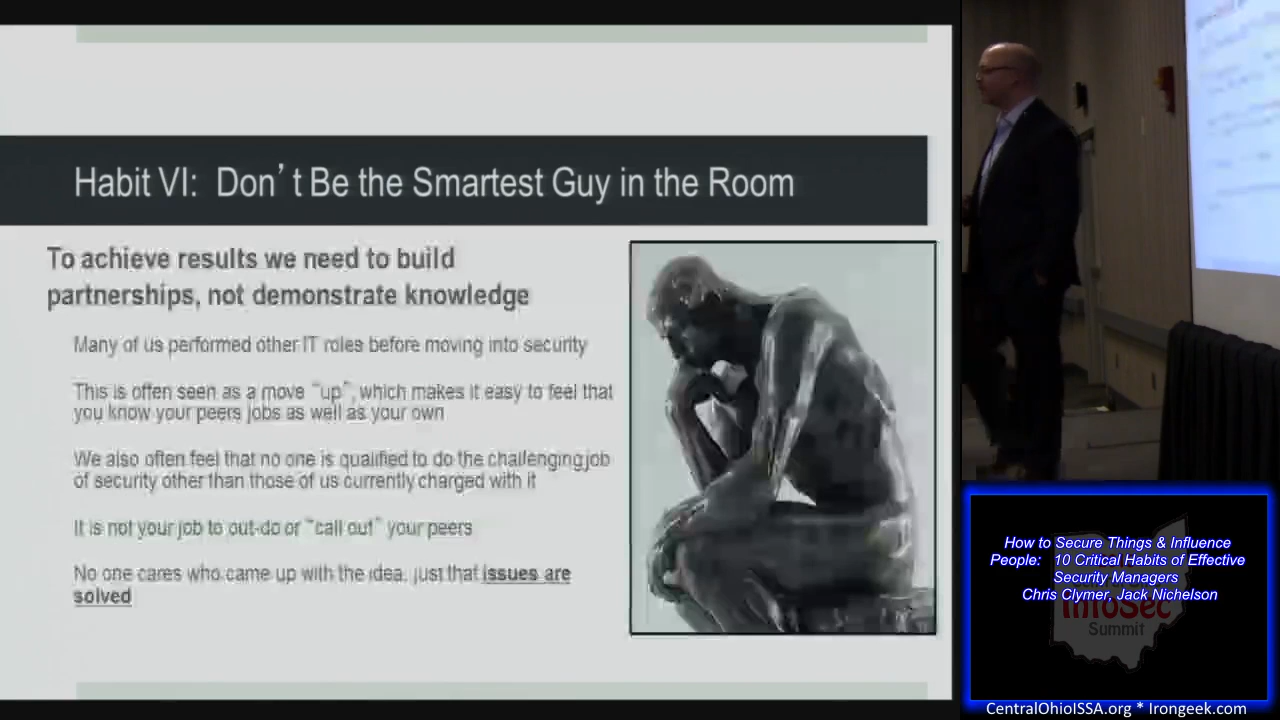 Habit VI:  Don’t Be the Smartest Guy in the Room
To achieve results we need to build
partnerships, not demonstrate knowledge
Many of us performed other IT roles before moving into security
This is often seen as a move “up”, which makes it easy to feel that
you know your peers jobs as well as your own
We also often feel that no one is qualified to do the challenging job
of security other than those of us currently charged with it
It is not your job to out-do or “call out” your peers
No one cares who came up with the idea, just that issues are
solved
How to Secure Things & Influence
People:  10 Critical Habits of Effective
Security Managers
Chris Clymer, Jack Nichelson
InfoSec
Summit
CentralOhioISSA.org * Irongeek.com